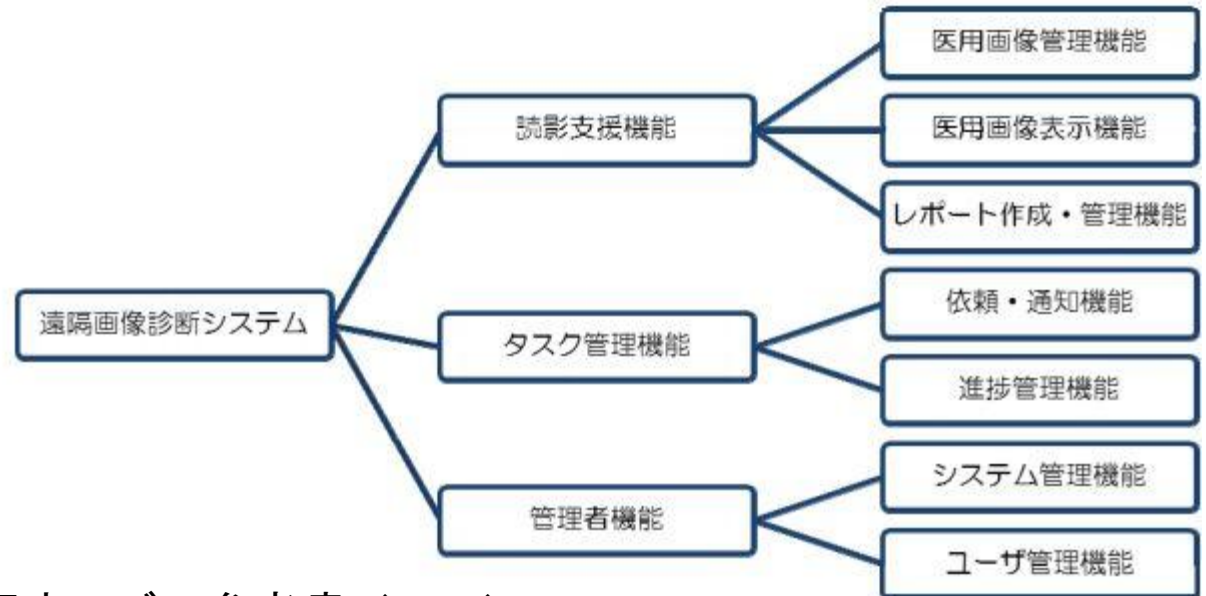 医用画像管理機能
読影支援機能
医用画像表示機能
レポート作成・管理機能
遠隔画像診断システム
タスク管理機能
依頼・通知機能
進捗管理機能
管理者機能
システム管理機能
ユーザ管理機能